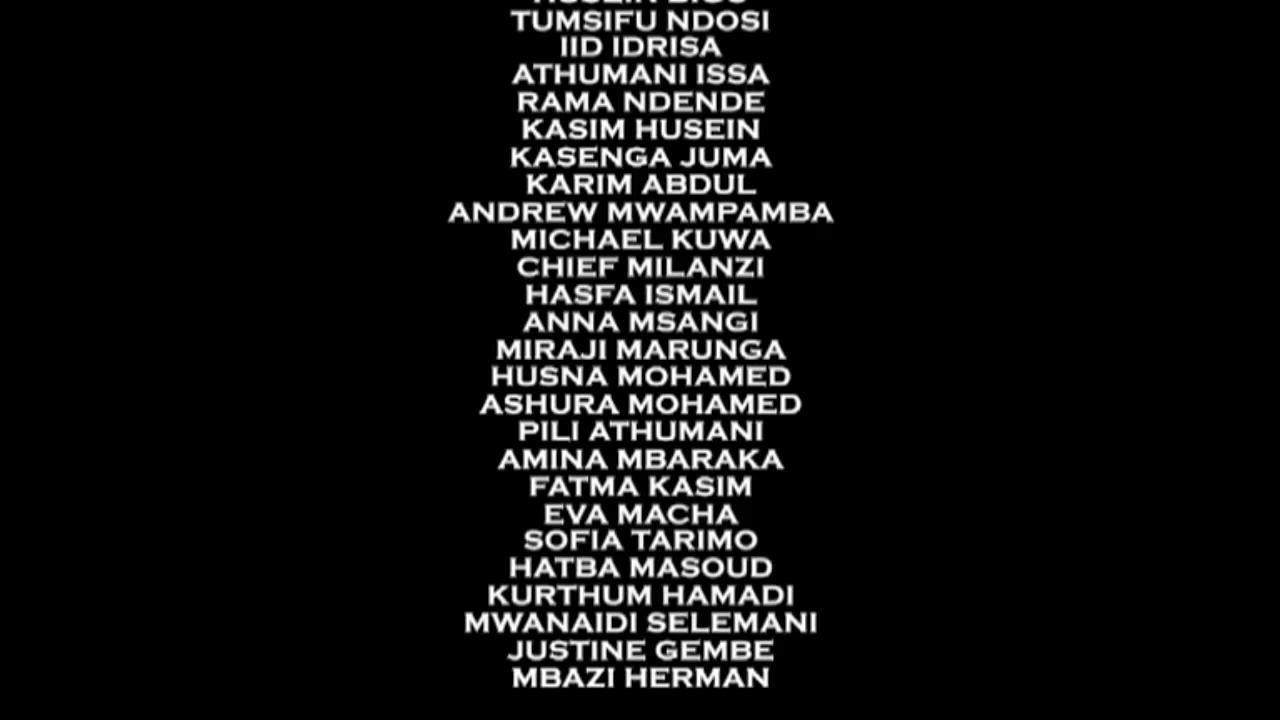 TUMSIFU NDOSI
IID IDRISA
ATHUMANI ISSA
RAMA NDENDE
KASIM HUSEIN
KASENGA JUMA
KARIM ABDUL
ANDREW MWAMPAMBA
MICHAEL KUWA
CHIEF MILANZI
HASFA ISMAIL
ANNA MSANGI
MIRAJI MARUNGA
HUSNA MOHAMED
ASHURA MOHAMED
PILI ATHUMANI
AMINA MBARAKA
FATMA KASIM
EVA MACHA
SOFIA TARIMO
HATBA MASOUD
KURTHUM HAMADI
MWANAIDI SELEMANI
JUSTINE GEMBE
MBAZI HERMAN